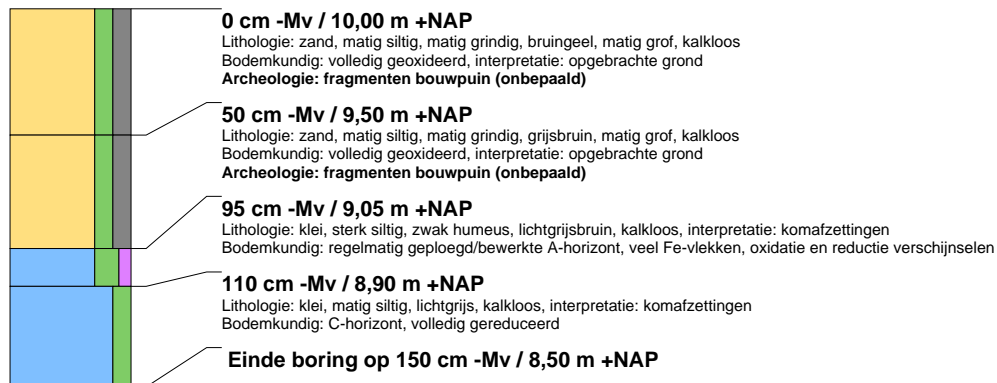 0 cm -Mv / 10,00 m +NAP
Lithologie: zand, matig siltig, matig grindig, bruingeel, matig grof, kalkloos
Bodemkundig: volledig geoxideerd, interpretatie: opgebrachte grond
Archeologie: fragmenten bouwpuin (onbepaald)
50 cm -Mv / 9,50 m +NAP
Lithologie: zand, matig siltig, matig grindig, grijsbruin, matig grof, kalkloos
Bodemkundig: volledig geoxideerd, interpretatie: opgebrachte grond
Archeologie: fragmenten bouwpuin (onbepaald)
95 cm -Mv / 9,05 m +NAP
Lithologie: klei, sterk siltig, zwak humeus, lichtgrijsbruin, kalkloos, interpretatie: komafzettingen
Bodemkundig: regelmatig geploegd/bewerkte A-horizont, veel Fe-vlekken, oxidatie en reductie verschijnselen
110 cm -Mv / 8,90 m +NAP
Lithologie: klei, matig siltig, lichtgrijs, kalkloos, interpretatie: komafzettingen
Bodemkundig: C-horizont, volledig gereduceerd
Einde boring op 150 cm -Mv / 8,50 m +NAP